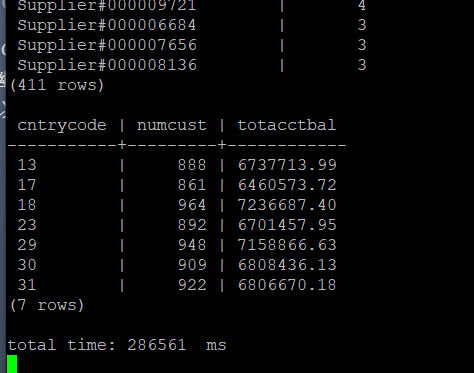 Supplier#000009721 | 4
Supplier#000006684 | 3
Supplier#000007656 | 3
Supplier#000008136 | 3
(411 rows)
cntrycode | numcust | totacctbal
-----------+---------+------------
13 | 888 | 6737713.99
17 | 861 | 6460573.72
18 | 964 | 7236687.40
23 | 892 | 6701457.95
29 | 948 | 7158866.63
30 | 909 | 6808436.13
31 | 922 | 6806670.18
(7 rows)
total time: 286561 ms